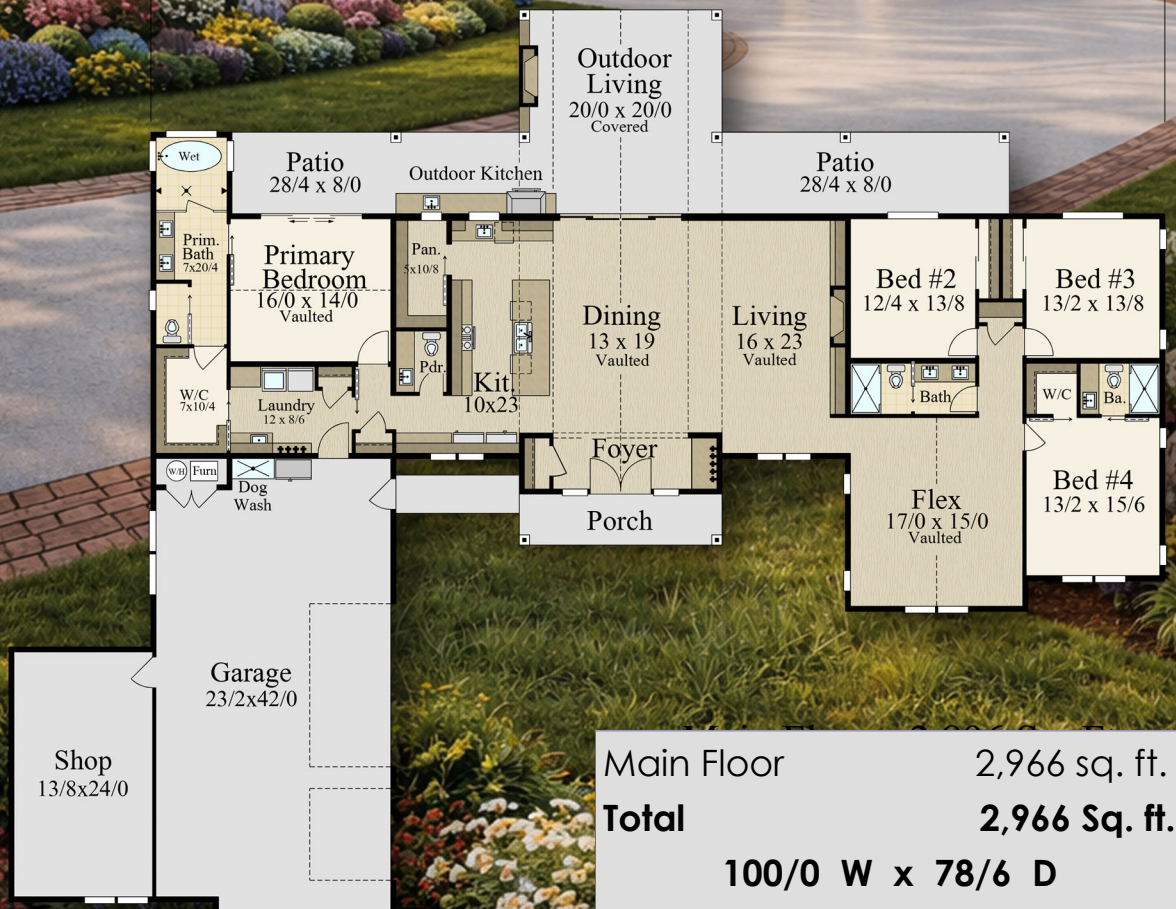 Outdoor
Living
20/0 x 20/0
Covered
Wet
Patio
28/4 x 8/0
Outdoor Kitchen
Patio
28/4 x 8/0
Prim.
Bath
7x20/4
Primary
Bedroom
16/0 x 14/0
Vaulted
Pan.
5x10/8
Dining
13 x 19
Vaulted
Living
16 x 23
Vaulted
Bed #2
12/4 x 13/8
Bed #3
13/2 x 13/8
Pdr.
Kit.
10x23
W/C
7x10/4
Laundry
12 x 8/6
Bath
W/C
Ba.
Foyer
W/H
Furn
Dog
Wash
Porch
Flex
17/0 x 15/0
Vaulted
Bed #4
13/2 x 15/6
Garage
23/2x42/0
Shop
13/8x24/0
Main Floor 2,966 sq. ft.
Total 2,966 Sq. ft.
100/0 W x 78/6 D